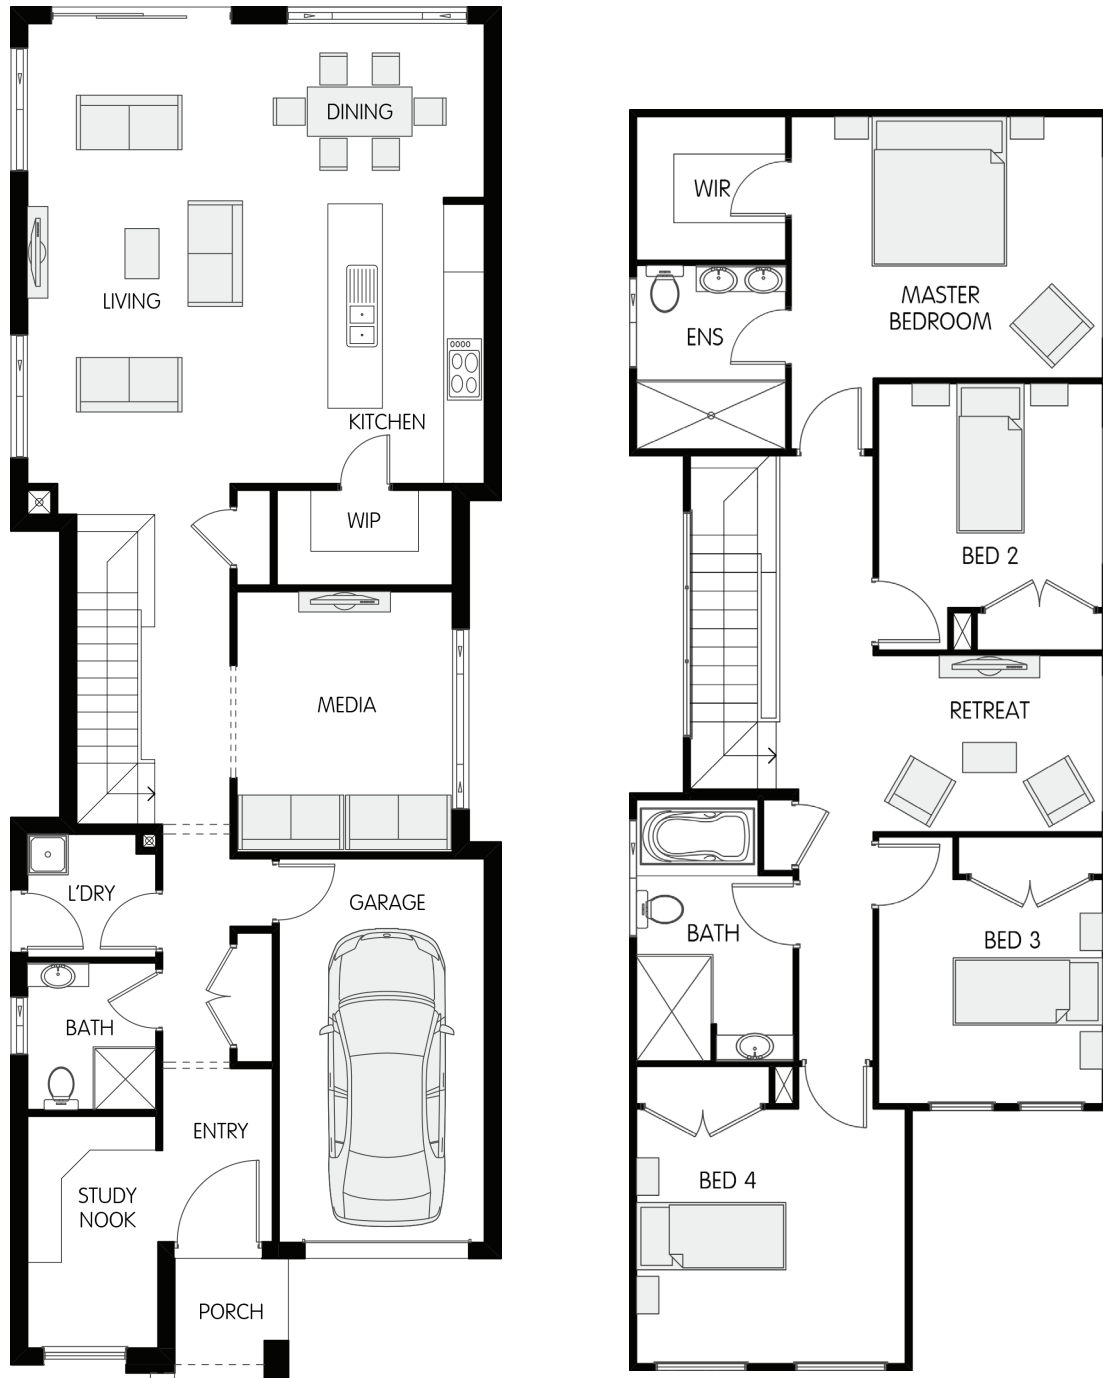 DINING
LIVING
KITCHEN
WIP
MEDIA
L'DRY
GARAGE
BATH
ENTRY
STUDY
NOOK
PORCH
WIR
MASTER
BEDROOM
ENS
BED 2
RETREAT
BATH
BED 3
BED 4